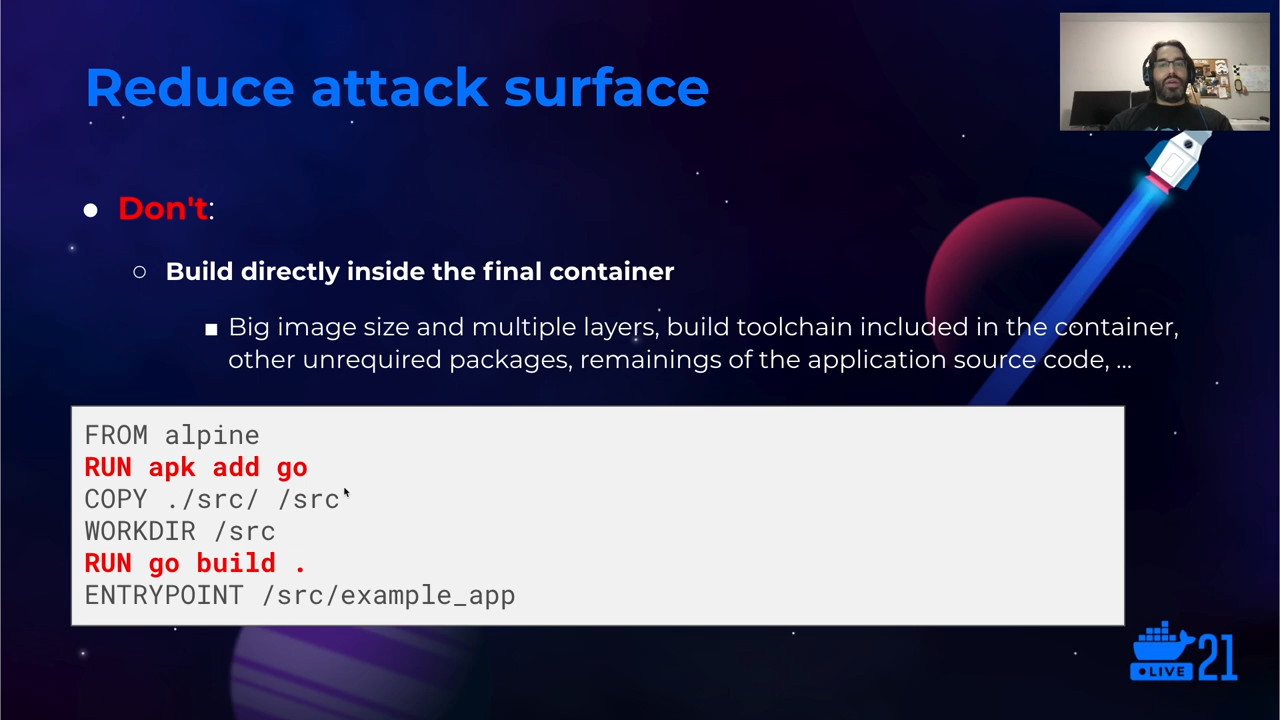 Reduce attack surface
● Don't:
○ Build directly inside the final container
■ Big image size and multiple layers, build toolchain included in the container,
other unrequired packages, remainings of the application source code, ...
FROM alpine
RUN apk add go
COPY ./src/ /src
WORKDIR /src
RUN go build .
ENTRYPOINT /src/example_app
LIVE 21